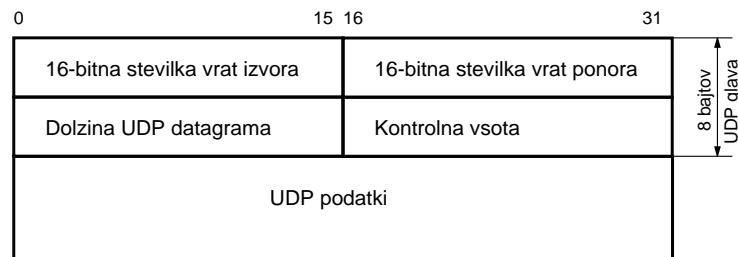 0 15 16 31
16-bitna stevilka vrat izvora 16-bitna stevilka vrat ponora
Dolzina UDP datagrama Kontrolna vsota
8 bajtov
UDP glava
UDP podatki